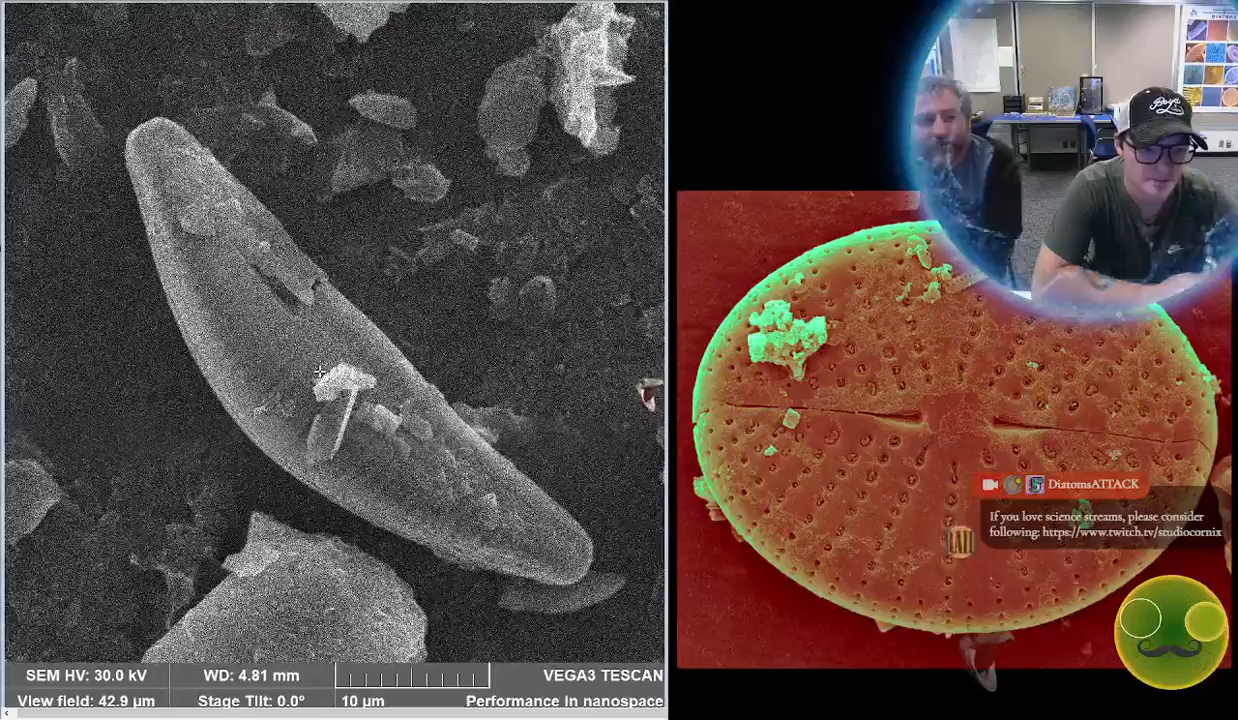 SEM HV: 30.0 kV
WD: 4.81 mm
VEGA3 TESCAN
View field: 42.9 µm
Stage Tilt: 0.0°
10 µm
Performance in nanospace
DiatomsATTACK
If you love science streams, please consider
following: https://www.twitch.tv/studiocornix